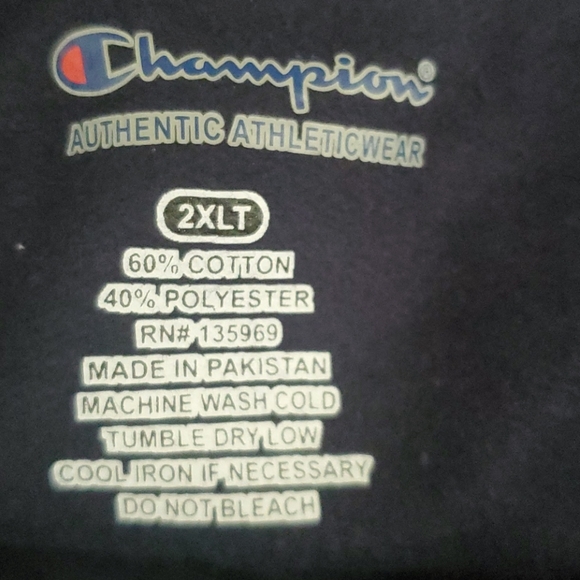 Champion®
AUTHENTIC ATHLETICWEAR
2XLT
60% COTTON
40% POLYESTER
RN# 135969
MADE IN PAKISTAN
MACHINE WASH COLD
TUMBLE DRY LOW
COOL IRON IF NECESSARY
DO NOT BLEACH